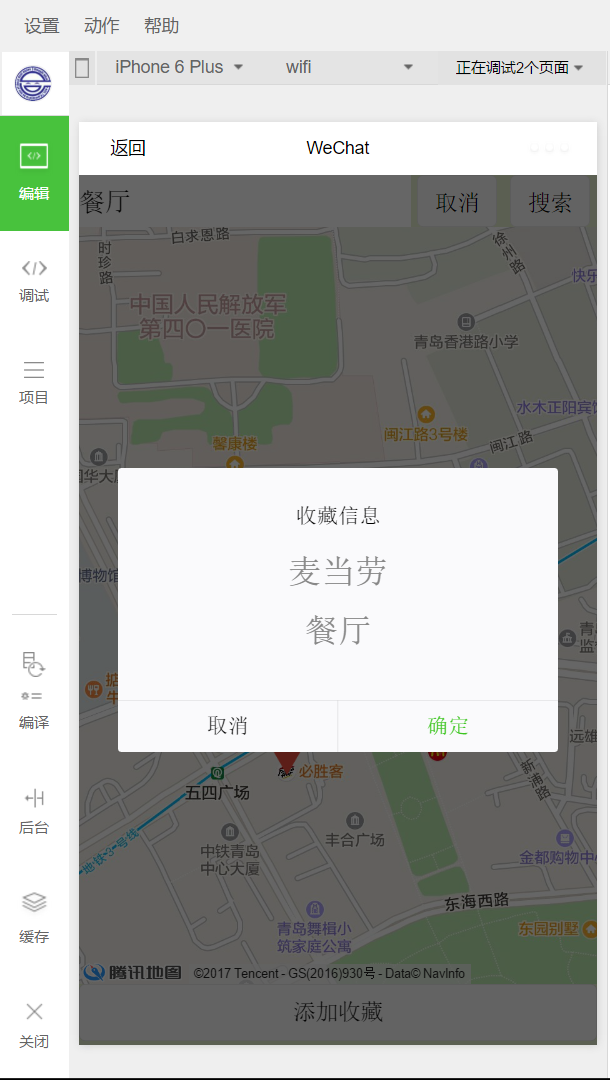 设置 动作 帮助
iPhone 6 Plus wifi 正在调试2个页面
编辑
调试
项目
编译
后台
缓存
关闭
返回 WeChat
餐厅 取消 搜索
白求恩路
时珍路
徐州路
快乐
中国人民解放军
第四〇一医院
青岛香港路小学
水木正阳宾馆
闽江路3号楼
闽江路
馨康楼
博物馆
收藏信息
麦当劳
餐厅
取消 确定
必胜客
远雄
五四广场
新浦路
丰合广场
中铁青岛
中心大厦
地铁3号线
金都购物中心
东海西路
青岛舞楫小
筑家庭公寓
东园别墅
腾讯地图 ©2017 Tencent - GS(2016)930号 - Data© NavInfo
添加收藏